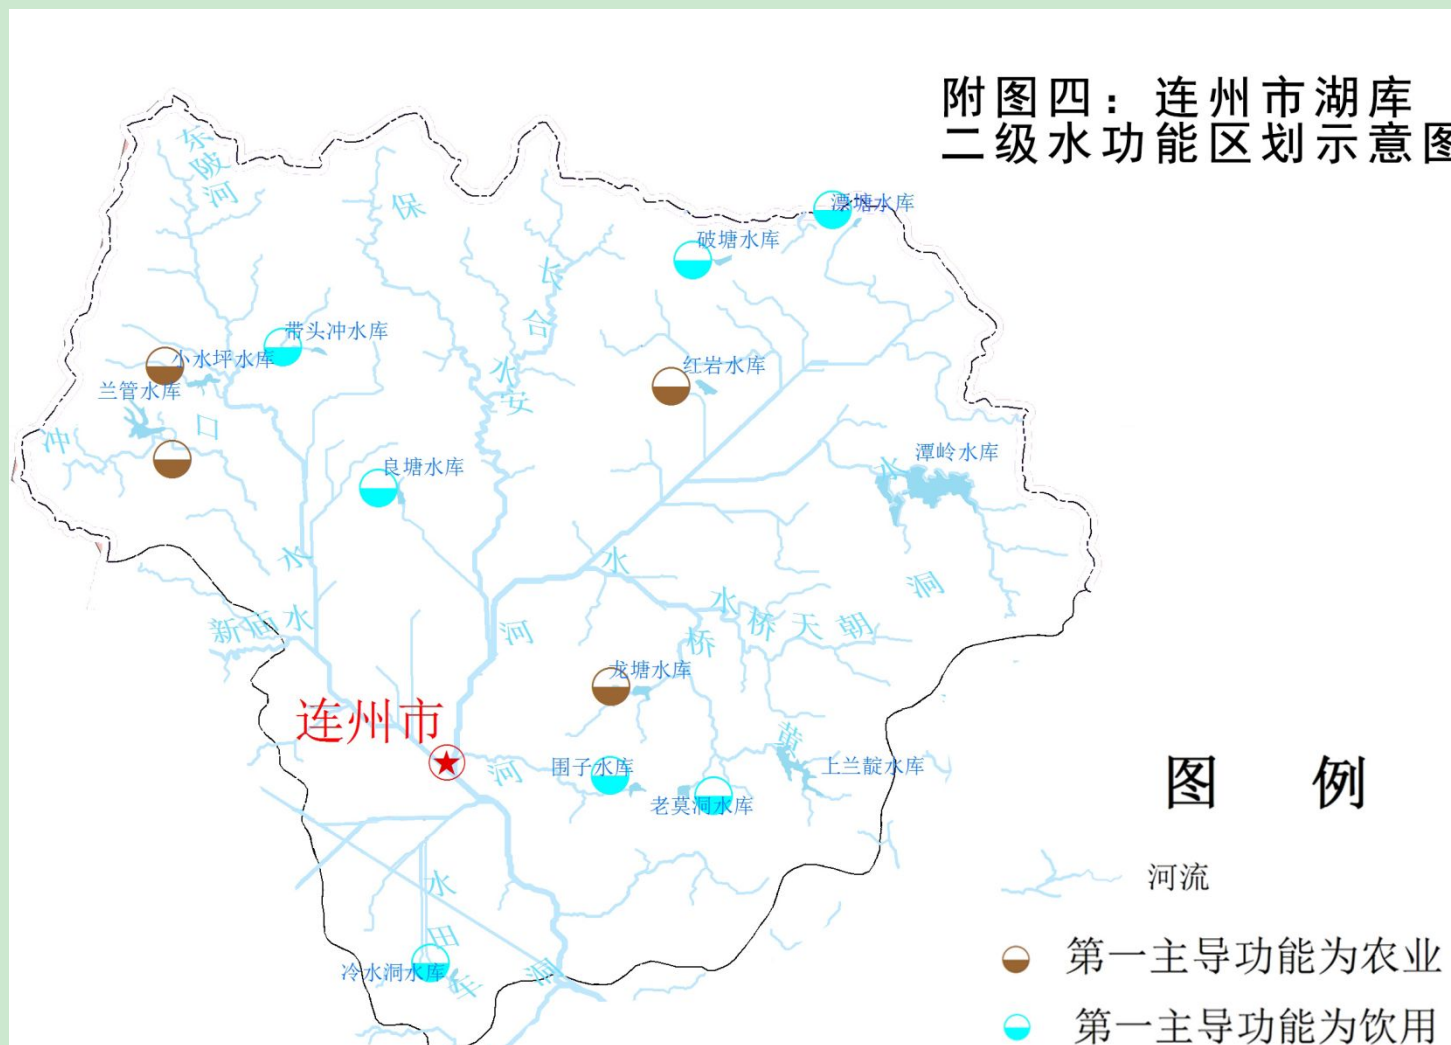 附图四：连州市湖库
二级水功能区划示意图
东陂河
保
长
合
水
安
漂塘水库
破塘水库
带头冲水库
小水坪水库
兰管水库
红岩水库
冲
口
良塘水库
潭岭水库
水
水
水
洞
新庙水
河
桥
水桥天朝
龙塘水库
连州市
黄
河
围子水库
上兰靛水库
老莫洞水库
水
田
车
洞
冷水洞水库
图例
河流
第一主导功能为农业
第一主导功能为饮用